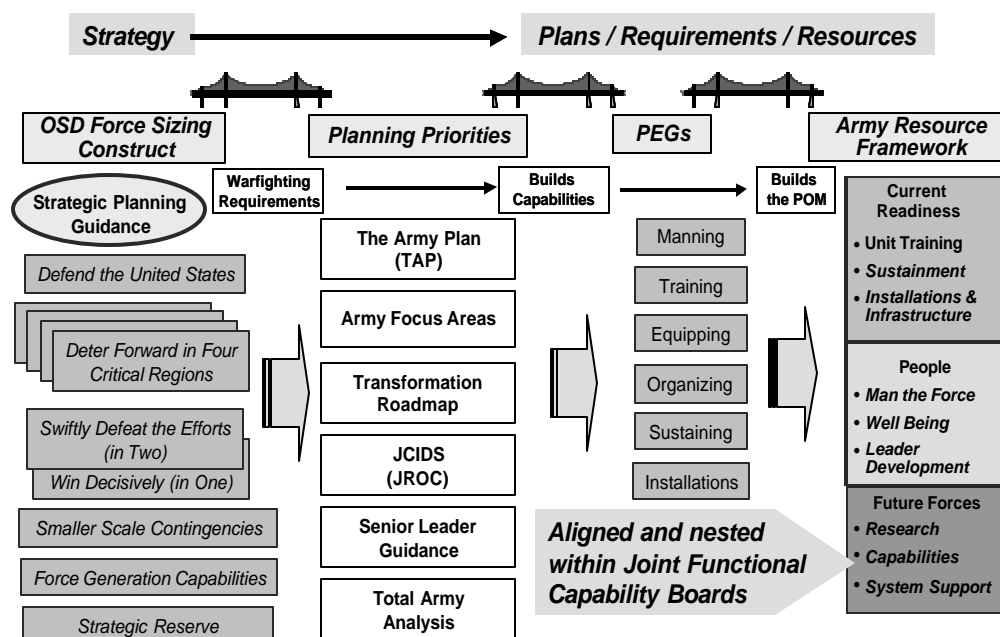 Strategy
Plans / Requirements / Resources
OSD Force Sizing
Construct
Planning Priorities
PEGs
Army Resource
Framework
Strategic Planning
Guidance
Warfighting
Requirements
Builds
Capabilities
Builds
the POM
Defend the United States
Deter Forward in Four
Critical Regions
Swiftly Defeat the Efforts
(in Two)
Win Decisively (in One)
Smaller Scale Contingencies
Force Generation Capabilities
Strategic Reserve
The Army Plan
(TAP)
Army Focus Areas
Transformation
Roadmap
JCIDS
(JROC)
Senior Leader
Guidance
Total Army
Analysis
Manning
Training
Equipping
Organizing
Sustaining
Installations
Aligned and nested
within Joint Functional
Capability Boards
Current
Readiness
• Unit Training
• Sustainment
• Installations &
Infrastructure
People
• Man the Force
• Well Being
• Leader
Development
Future Forces
• Research
• Capabilities
• System Support